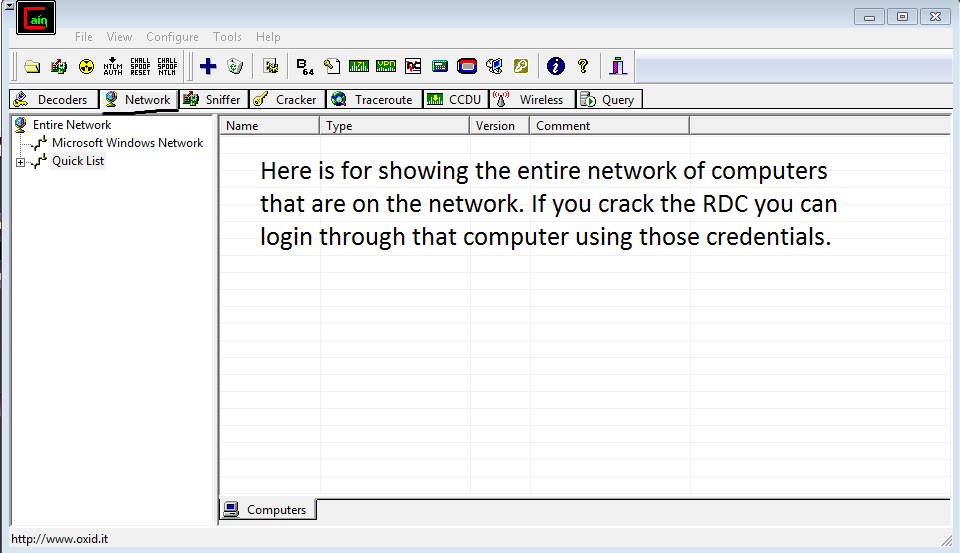 Cain
File View Configure Tools Help
NTLM AUTH
CHALL SPOOF RESET
CHALL SPOOF NTLM
B64
Decoders Network Sniffer Cracker Traceroute CCDU Wireless Query
Entire Network
Microsoft Windows Network
Quick List
Name Type Version Comment
Here is for showing the entire network of computers
that are on the network. If you crack the RDC you can
login through that computer using those credentials.
Computers
http://www.oxid.it